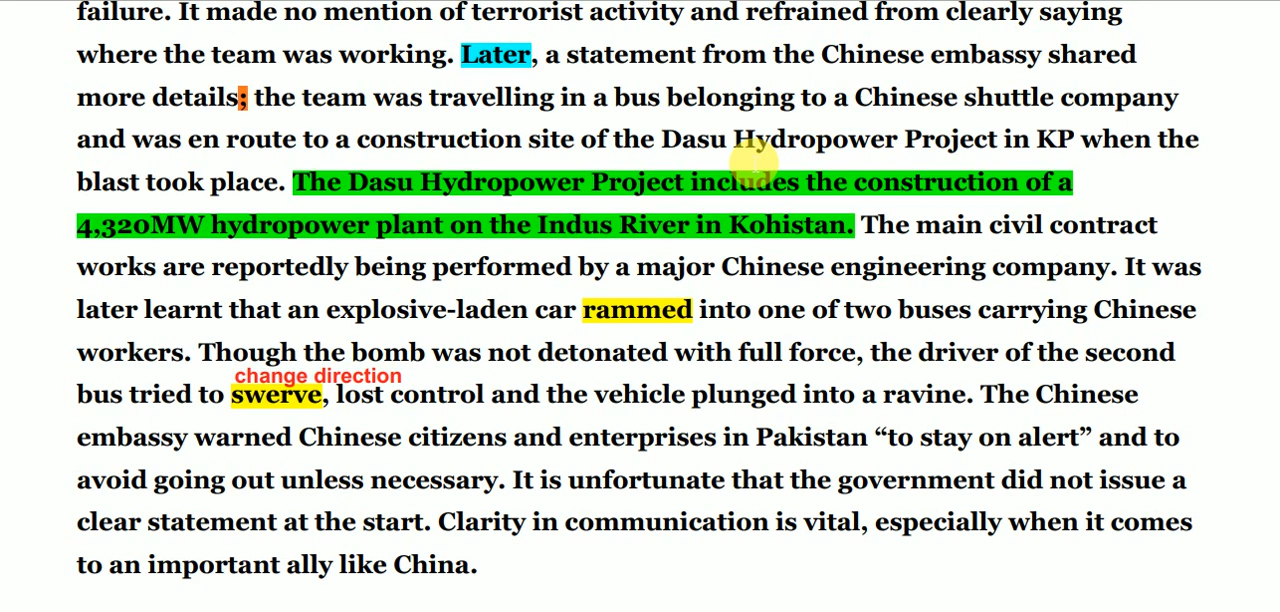 failure. It made no mention of terrorist activity and refrained from clearly saying
where the team was working. Later, a statement from the Chinese embassy shared
more details; the team was travelling in a bus belonging to a Chinese shuttle company
and was en route to a construction site of the Dasu Hydropower Project in KP when the
blast took place. The Dasu Hydropower Project includes the construction of a
4,320MW hydropower plant on the Indus River in Kohistan. The main civil contract
works are reportedly being performed by a major Chinese engineering company. It was
later learnt that an explosive-laden car rammed into one of two buses carrying Chinese
workers. Though the bomb was not detonated with full force, the driver of the second
change direction
bus tried to swerve, lost control and the vehicle plunged into a ravine. The Chinese
embassy warned Chinese citizens and enterprises in Pakistan “to stay on alert” and to
avoid going out unless necessary. It is unfortunate that the government did not issue a
clear statement at the start. Clarity in communication is vital, especially when it comes
to an important ally like China.